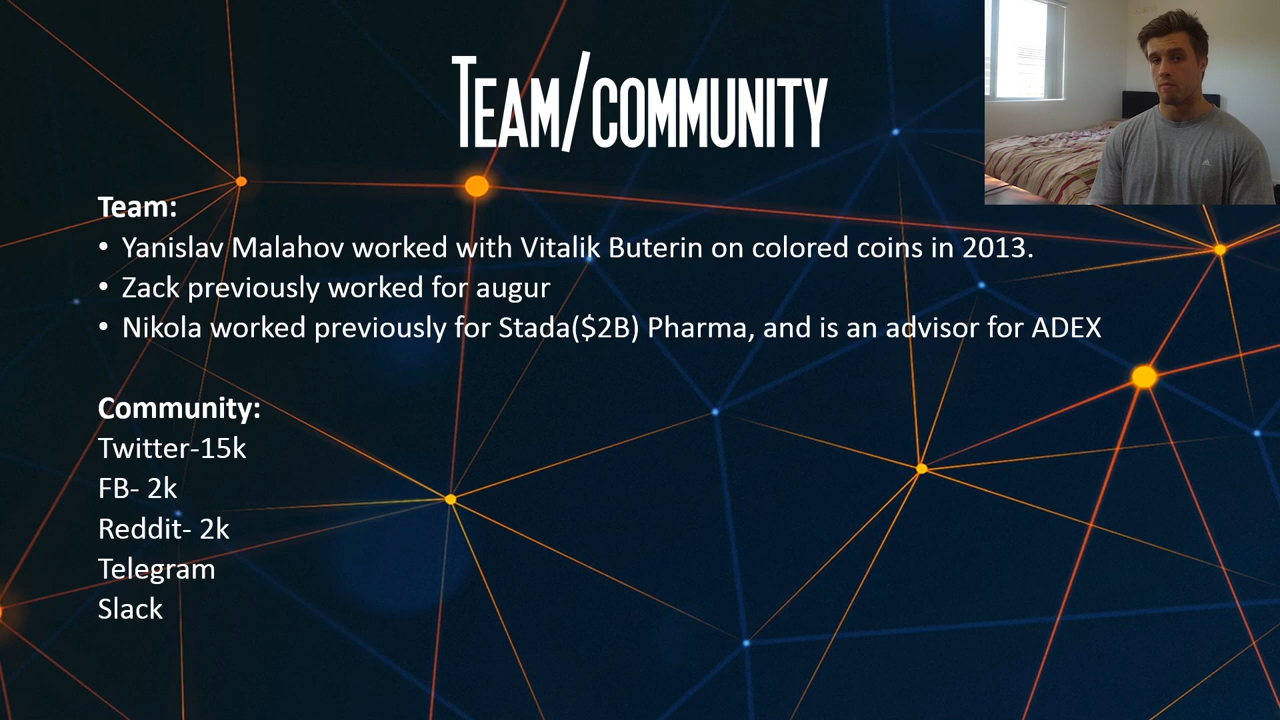 TEAM/COMMUNITY
Team:
• Yanislav Malahov worked with Vitalik Buterin on colored coins in 2013.
• Zack previously worked for augur
• Nikola worked previously for Stada($2B) Pharma, and is an advisor for ADEX
Community:
Twitter-15k
FB- 2k
Reddit- 2k
Telegram
Slack